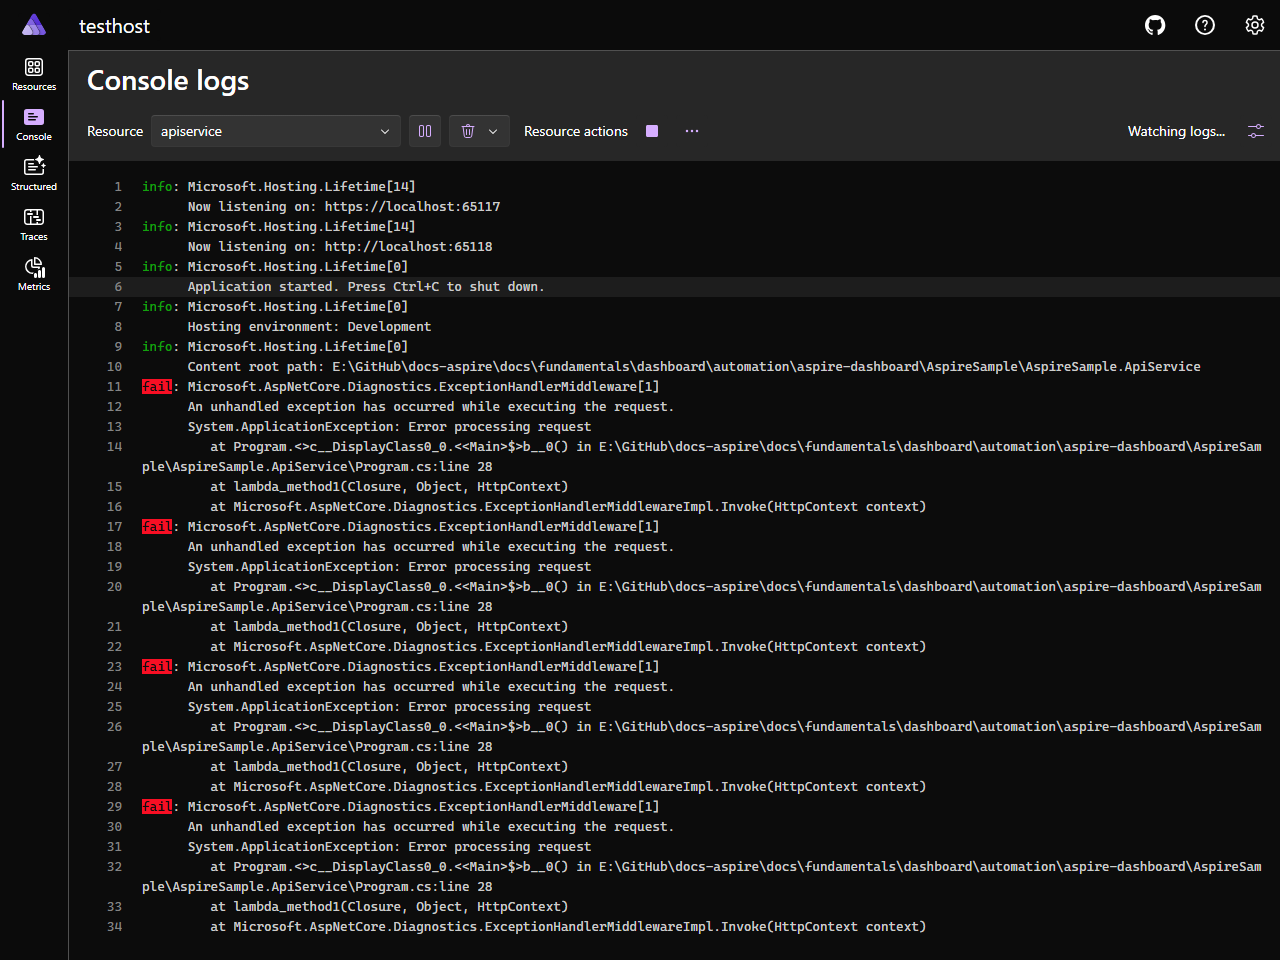 testhost
Resources
Console
Structured
Traces
Metrics
Console logs
Resource apiservice Resource actions Watching logs...
1 info: Microsoft.Hosting.Lifetime[14]
2 Now listening on: https://localhost:65117
3 info: Microsoft.Hosting.Lifetime[14]
4 Now listening on: http://localhost:65118
5 info: Microsoft.Hosting.Lifetime[0]
6 Application started. Press Ctrl+C to shut down.
7 info: Microsoft.Hosting.Lifetime[0]
8 Hosting environment: Development
9 info: Microsoft.Hosting.Lifetime[0]
10 Content root path: E:\GitHub\docs-aspire\docs\fundamentals\dashboard\automation\aspire-dashboard\AspireSample\AspireSample.ApiService
11 fail: Microsoft.AspNetCore.Diagnostics.ExceptionHandlerMiddleware[1]
12 An unhandled exception has occurred while executing the request.
13 System.ApplicationException: Error processing request
14 at Program.<>c__DisplayClass0_0.<<Main>$>b__0() in E:\GitHub\docs-aspire\docs\fundamentals\dashboard\automation\aspire-dashboard\AspireSam
ple\AspireSample.ApiService\Program.cs:line 28
15 at lambda_method1(Closure, Object, HttpContext)
16 at Microsoft.AspNetCore.Diagnostics.ExceptionHandlerMiddlewareImpl.Invoke(HttpContext context)
17 fail: Microsoft.AspNetCore.Diagnostics.ExceptionHandlerMiddleware[1]
18 An unhandled exception has occurred while executing the request.
19 System.ApplicationException: Error processing request
20 at Program.<>c__DisplayClass0_0.<<Main>$>b__0() in E:\GitHub\docs-aspire\docs\fundamentals\dashboard\automation\aspire-dashboard\AspireSam
ple\AspireSample.ApiService\Program.cs:line 28
21 at lambda_method1(Closure, Object, HttpContext)
22 at Microsoft.AspNetCore.Diagnostics.ExceptionHandlerMiddlewareImpl.Invoke(HttpContext context)
23 fail: Microsoft.AspNetCore.Diagnostics.ExceptionHandlerMiddleware[1]
24 An unhandled exception has occurred while executing the request.
25 System.ApplicationException: Error processing request
26 at Program.<>c__DisplayClass0_0.<<Main>$>b__0() in E:\GitHub\docs-aspire\docs\fundamentals\dashboard\automation\aspire-dashboard\AspireSam
ple\AspireSample.ApiService\Program.cs:line 28
27 at lambda_method1(Closure, Object, HttpContext)
28 at Microsoft.AspNetCore.Diagnostics.ExceptionHandlerMiddlewareImpl.Invoke(HttpContext context)
29 fail: Microsoft.AspNetCore.Diagnostics.ExceptionHandlerMiddleware[1]
30 An unhandled exception has occurred while executing the request.
31 System.ApplicationException: Error processing request
32 at Program.<>c__DisplayClass0_0.<<Main>$>b__0() in E:\GitHub\docs-aspire\docs\fundamentals\dashboard\automation\aspire-dashboard\AspireSam
ple\AspireSample.ApiService\Program.cs:line 28
33 at lambda_method1(Closure, Object, HttpContext)
34 at Microsoft.AspNetCore.Diagnostics.ExceptionHandlerMiddlewareImpl.Invoke(HttpContext context)